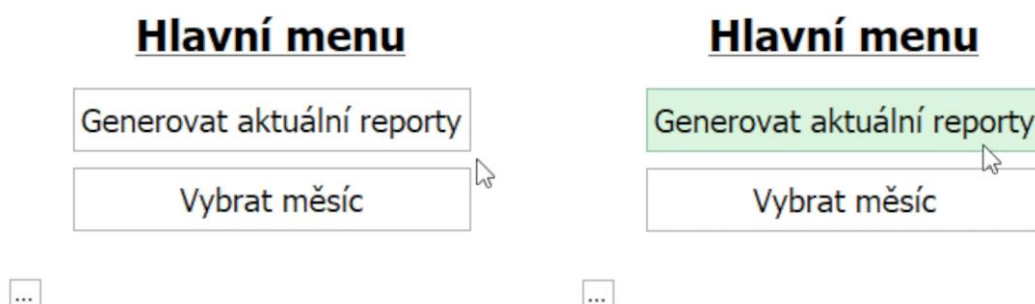 Hlavní menu
Generovat aktuální reporty
Vybrat měsíc
...
Hlavní menu
Generovat aktuální reporty
Vybrat měsíc
...